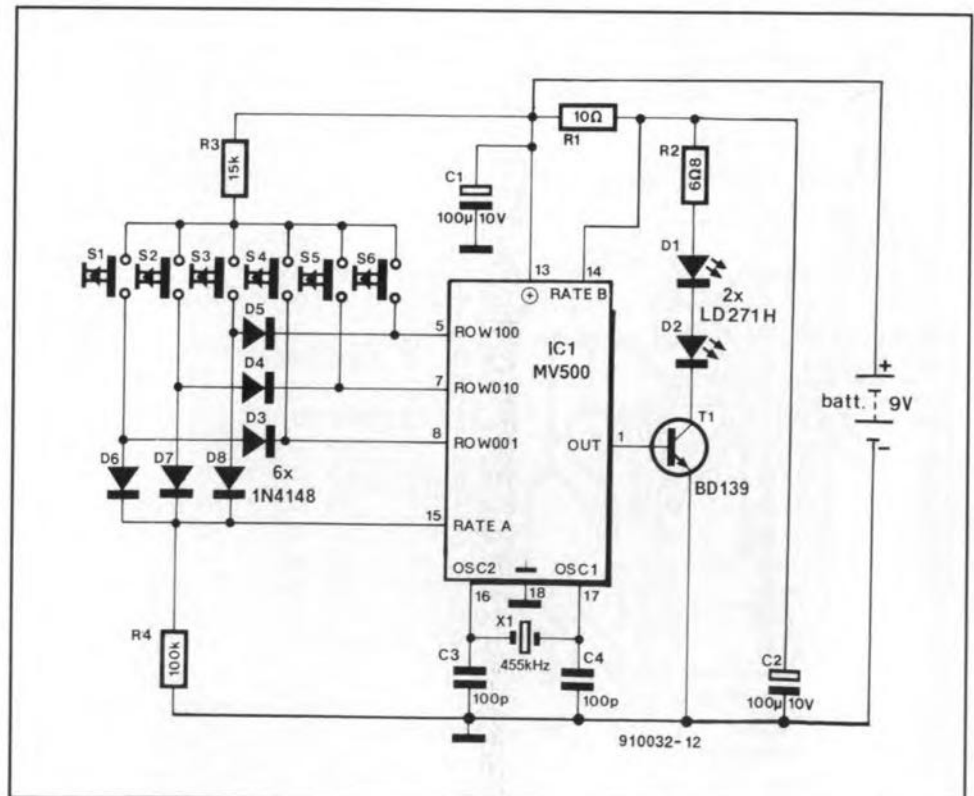 R3
15k
10Ω
R1
R2
6Ω8
C1
100μ 10V
S1 S2 S3 S4 S5 S6
13 14
RATE B
D1
2x
LD271H
D2
D5
5 ROW100
IC1
MV500
D4
7 ROW010
D3
8 ROW001
OUT 1
T1
BD139
batt. 9V
+
-
D6 D7 D8
6x
1N4148
15 RATE A
OSC2 OSC1
16 18 17
X1
455kHz
R4
100k
C3
100p
C4
100p
C2
100μ 10V
910032-12